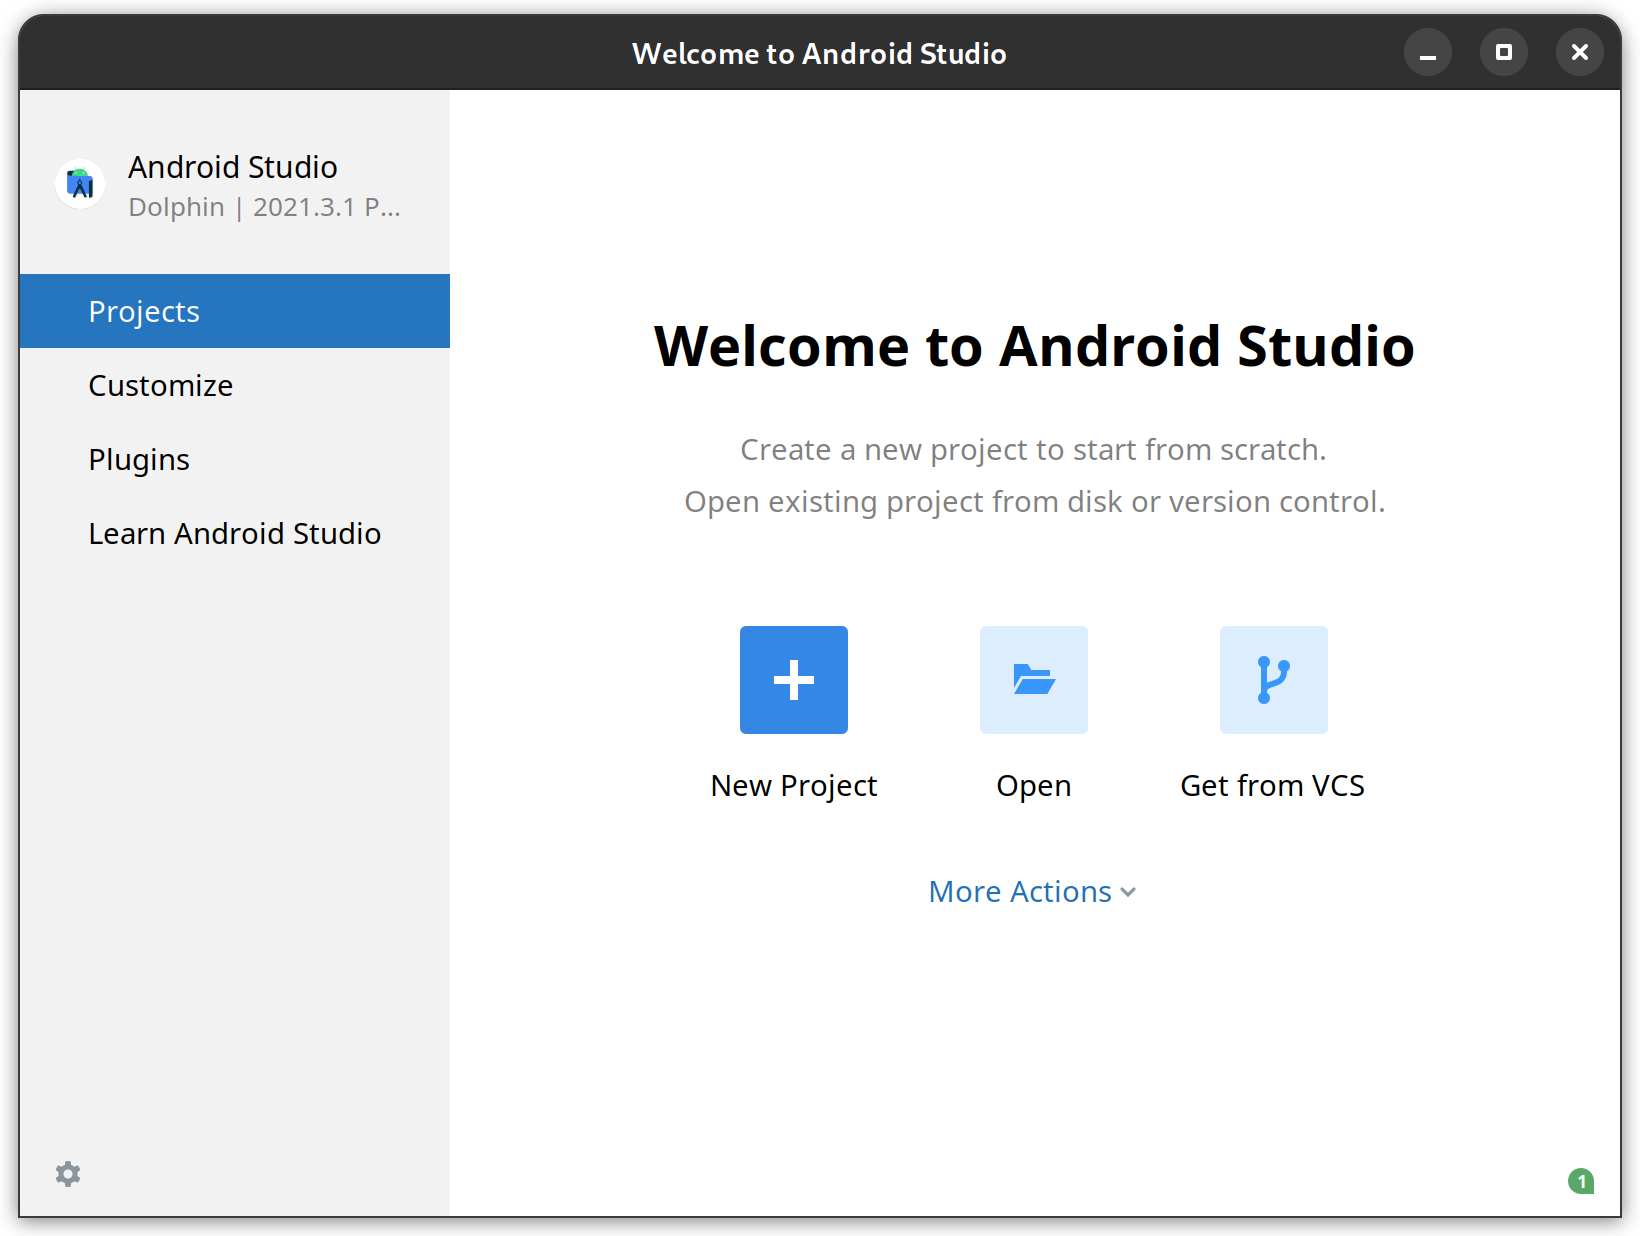 Welcome to Android Studio
Android Studio
Dolphin | 2021.3.1 P...
Projects
Customize
Plugins
Learn Android Studio
Welcome to Android Studio
Create a new project to start from scratch.
Open existing project from disk or version control.
New Project
Open
Get from VCS
More Actions
1